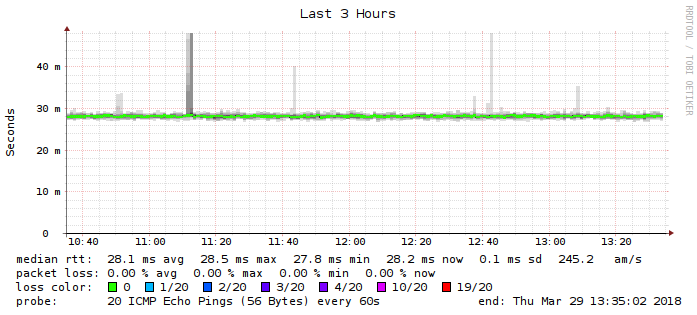 Last 3 Hours
RRDTOOL / TOBI OETIKER
Seconds
40 m
30 m
20 m
10 m
0
10:40 11:00 11:20 11:40 12:00 12:20 12:40 13:00 13:20
median rtt: 28.1 ms avg 28.5 ms max 27.8 ms min 28.2 ms now 0.1 ms sd 245.2 am/s
packet loss: 0.00 % avg 0.00 % max 0.00 % min 0.00 % now
loss color: 0 1/20 2/20 3/20 4/20 10/20 19/20
probe: 20 ICMP Echo Pings (56 Bytes) every 60s end: Thu Mar 29 13:35:02 2018